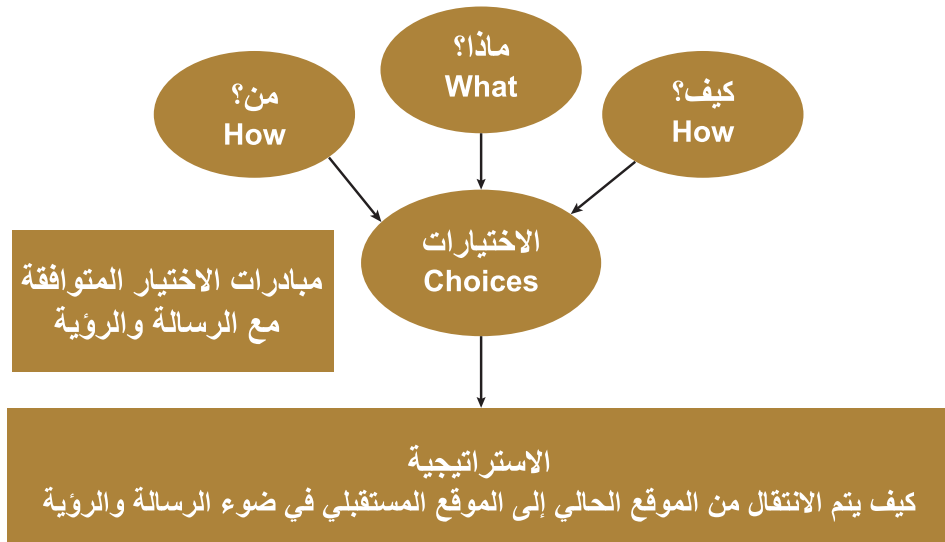 ماذا؟
What
كيف؟
How
من؟
How
الاختيارات
Choices
مبادرات الاختيار المتوافقة
مع الرسالة والرؤية
الاستراتيجية
كيف يتم الانتقال من الموقع الحالي إلى الموقع المستقبلي في ضوء الرسالة والرؤية